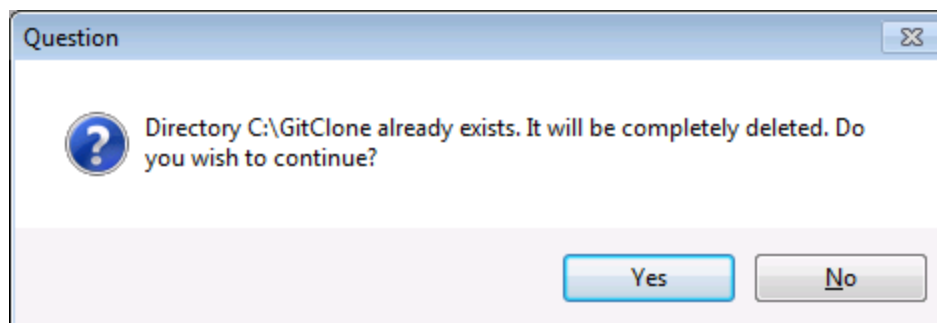 Question
Directory C:\GitClone already exists. It will be completely deleted. Do
you wish to continue?
Yes
No